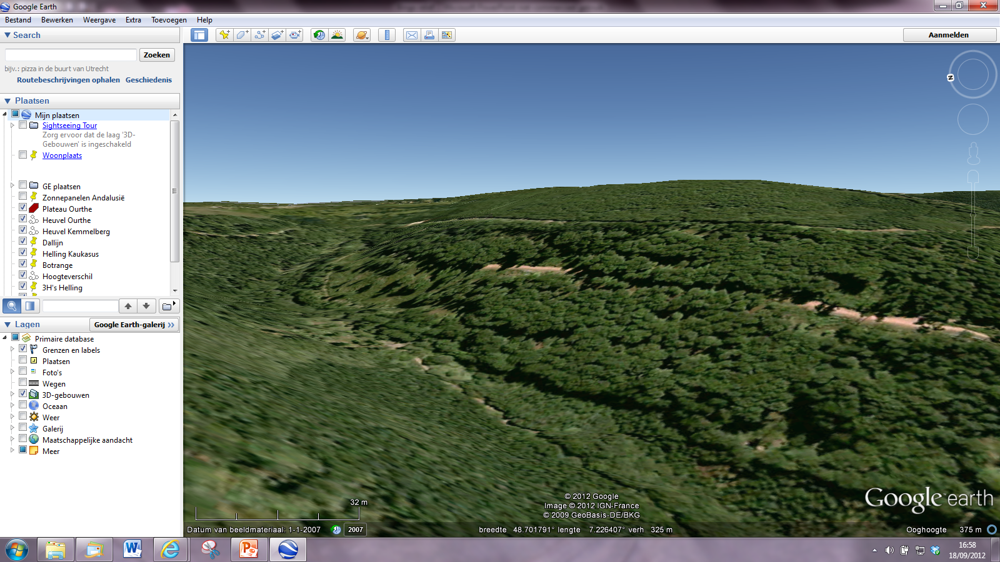 Google Earth
Bestand Bewerken Weergave Extra Toevoegen Help
Search
Zoeken
bijv.: pizza in de buurt van Utrecht
Routebeschrijvingen ophalen Geschiedenis
Plaatsen
Mijn plaatsen
Sightseeing Tour
Zorg ervoor dat de laag '3D-
Gebouwen' is ingeschakeld
Woonplaats
GE plaatsen
Zonnepanelen Andalusië
Plateau Ourthe
Heuvel Ourthe
Heuvel Kemmelberg
Dallijn
Helling Kaukasus
Botrange
Hoogteverschil
3H's Helling
Lagen
Google Earth-galerij »
Primaire database
Grenzen en labels
Plaatsen
Foto's
Wegen
3D-gebouwen
Oceaan
Weer
Galerij
Maatschappelijke aandacht
Meer
Aanmelden
N
32 m
© 2012 Google
Image © 2012 IGN-France
© 2009 GeoBasis-DE/BKG
Google earth
Datum van beeldmateriaal: 1-1-2007 2007 breedte 48.701791° lengte 7.226407° verh 325 m Ooghoogte 375 m
16:58
18/09/2012